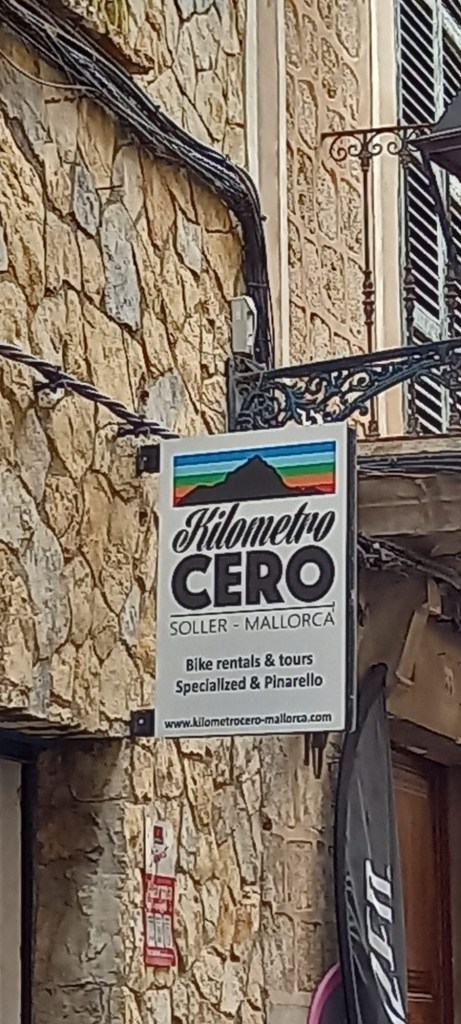 Kilometro
CERO
SOLLER - MALLORCA
Bike rentals & tours
Specialized & Pinarello
www.kilometrocero-mallorca.com